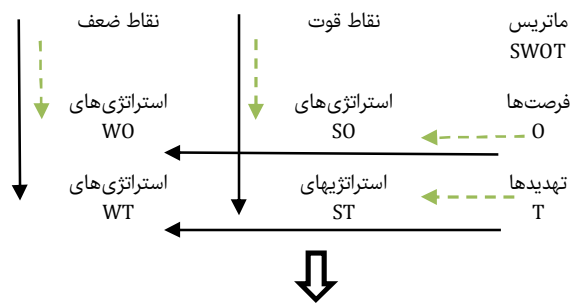 ماتریس
SWOT
نقاط قوت
نقاط ضعف
فرصت‌ها
O
استراتژی‌های
SO
استراتژی‌های
WO
تهدیدها
T
استراتژیهای
ST
استراتژی‌های
WT